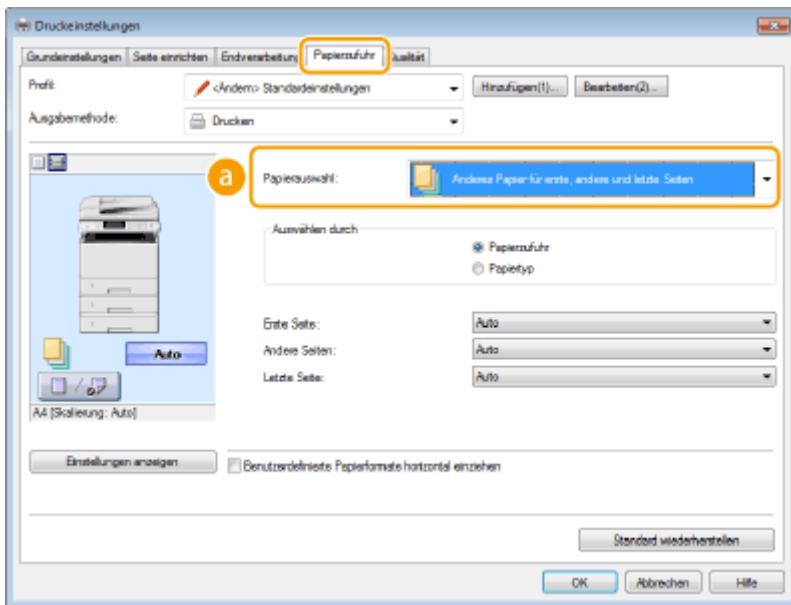 Druckeinstellungen
Grundeinstellungen Seite einrichten Endverarbeitung Papierzufuhr Qualität
Profil: <Ändern> Standardeinstellungen Hinzufügen(1)... Bearbeiten(2)...
Ausgabemethode: Drucken
a Papierauswahl: Anderes Papier für erste, andere und letzte Seiten
Auswählen durch
Papierzufuhr
Papiertyp
Erste Seite: Auto
Andere Seiten: Auto
Letzte Seite: Auto
Auto
A4 [Skalierung: Auto]
Einstellungen anzeigen Benutzerdefinierte Papierformate horizontal einziehen
Standard wiederherstellen
OK Abbrechen Hilfe